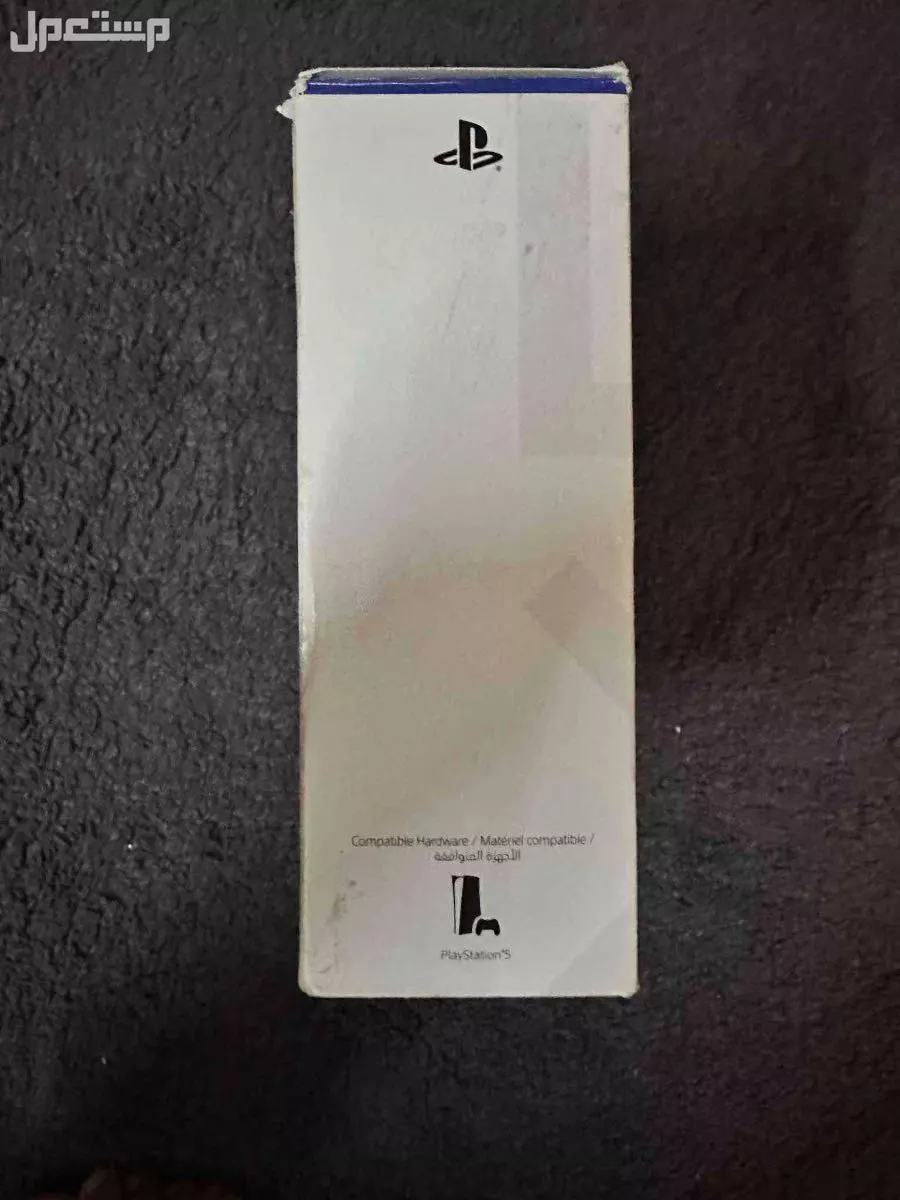 مستعمل
Compatible Hardware / Matériel compatible /
الأجهزة المتوافقة
PlayStation®5